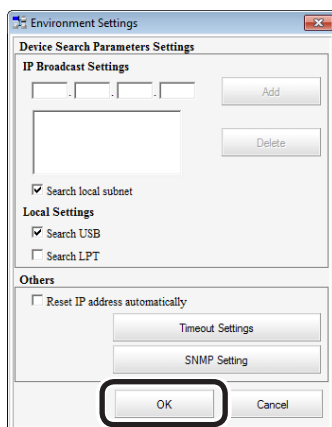 Environment Settings
Device Search Parameters Settings
IP Broadcast Settings
. . .
Add
Delete
Search local subnet
Local Settings
Search USB
Search LPT
Others
Reset IP address automatically
Timeout Settings
SNMP Setting
OK
Cancel